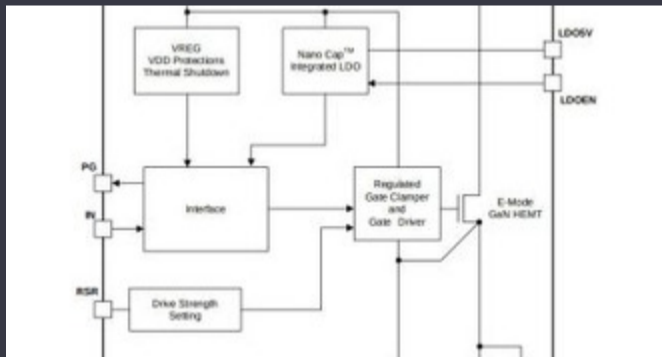 VREG
VDD Protections
Thermal Shutdown
Nano Cap™
Integrated LDO
LDO5V
LDOEN
PG
IN
Interface
Regulated
Gate Clamper
and
Gate Driver
E-Mode
GaN HEMT
RSR
Drive Strength
Setting